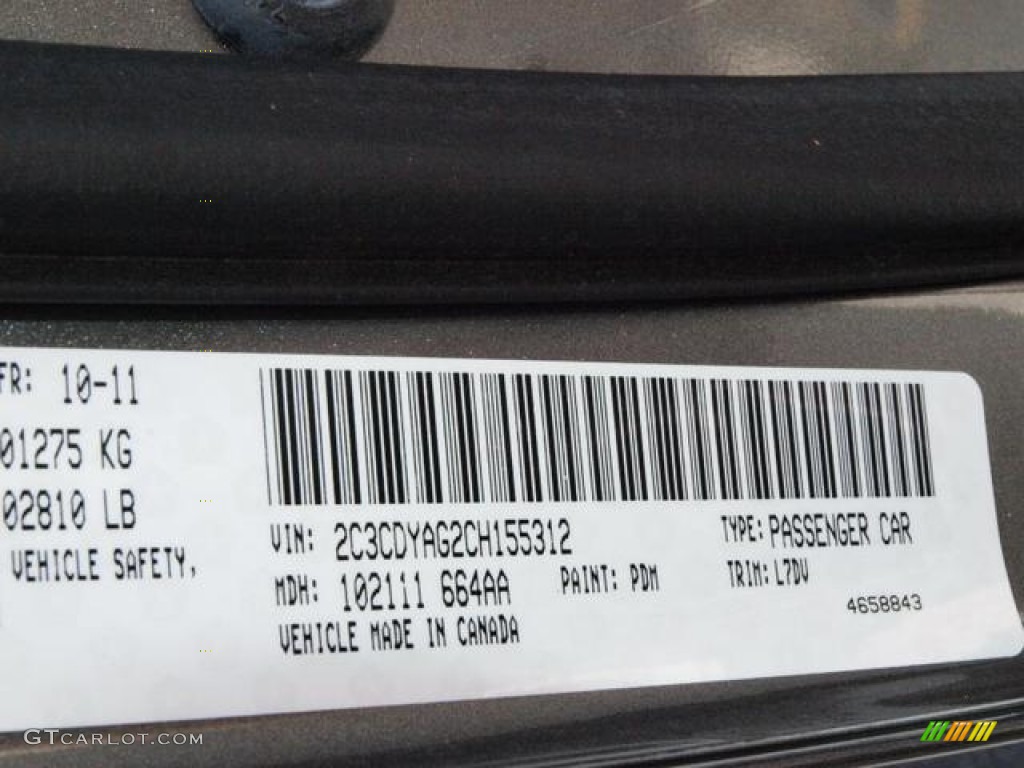 FR: 10-11
01275 KG
02810 LB
VEHICLE SAFETY,
VIN: 2C3CDYAG2CH155312
TYPE: PASSENGER CAR
MDH: 102111 664AA
PAINT: PDM
TRIM: L7DV
VEHICLE MADE IN CANADA
4658843
GTCARLOT.COM